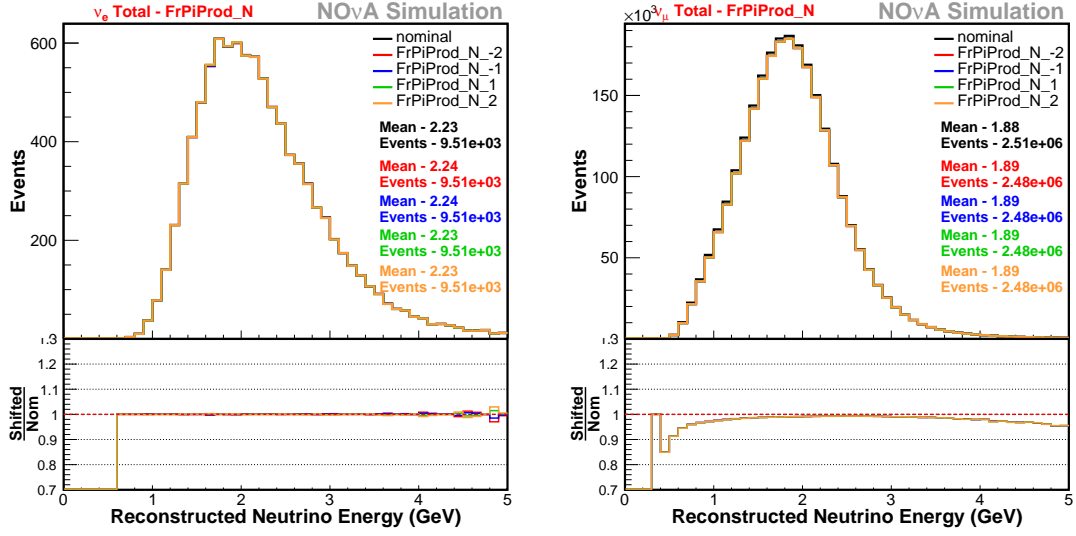 ν_e Total - FrPiProd_N NOνA Simulation
nominal
FrPiProd_N_-2
FrPiProd_N_-1
FrPiProd_N_1
FrPiProd_N_2
Mean - 2.23
Events - 9.51e+03
Mean - 2.24
Events - 9.51e+03
Mean - 2.24
Events - 9.51e+03
Mean - 2.23
Events - 9.51e+03
Mean - 2.23
Events - 9.51e+03
Events
600
400
200
1.3
1.2
1.1
1
0.9
0.8
0.7
Shifted
Nom
0 1 2 3 4 5
Reconstructed Neutrino Energy (GeV)
×10³ ν_μ Total - FrPiProd_N NOνA Simulation
nominal
FrPiProd_N_-2
FrPiProd_N_-1
FrPiProd_N_1
FrPiProd_N_2
Mean - 1.88
Events - 2.51e+06
Mean - 1.89
Events - 2.48e+06
Mean - 1.89
Events - 2.48e+06
Mean - 1.89
Events - 2.48e+06
Mean - 1.89
Events - 2.48e+06
Events
150
100
50
1.3
1.2
1.1
1
0.9
0.8
0.7
Shifted
Nom
0 1 2 3 4 5
Reconstructed Neutrino Energy (GeV)